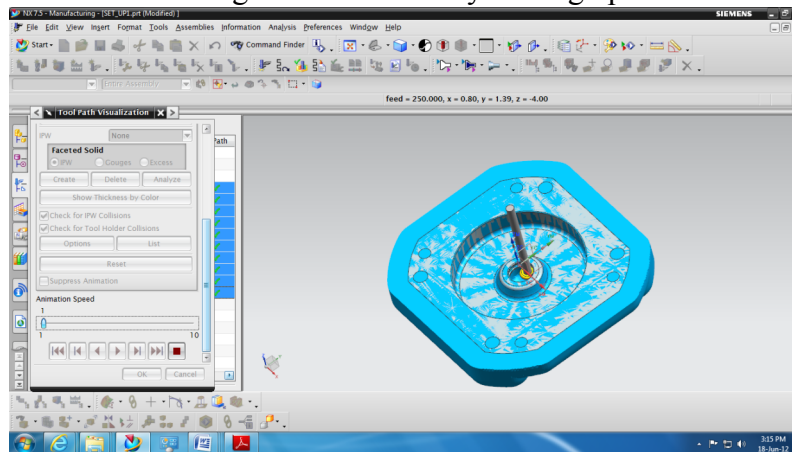 NX 7.5 - Manufacturing - [SET_UP1.prt (Modified) ]
SIEMENS
File Edit View Insert Format Tools Assemblies Information Analysis Preferences Window Help
Start
Command Finder
Entire Assembly
feed = 250.000, x = 0.80, y = 1.39, z = -4.00
Tool Path Visualization
Path
IPW
None
Faceted Solid
IPW Gouges Excess
Create Delete Analyze
Show Thickness by Color
Check for IPW Collisions
Check for Tool Holder Collisions
Options List
Reset
Suppress Animation
Animation Speed
1
1 10
OK Cancel
3:15 PM
18-Jun-12